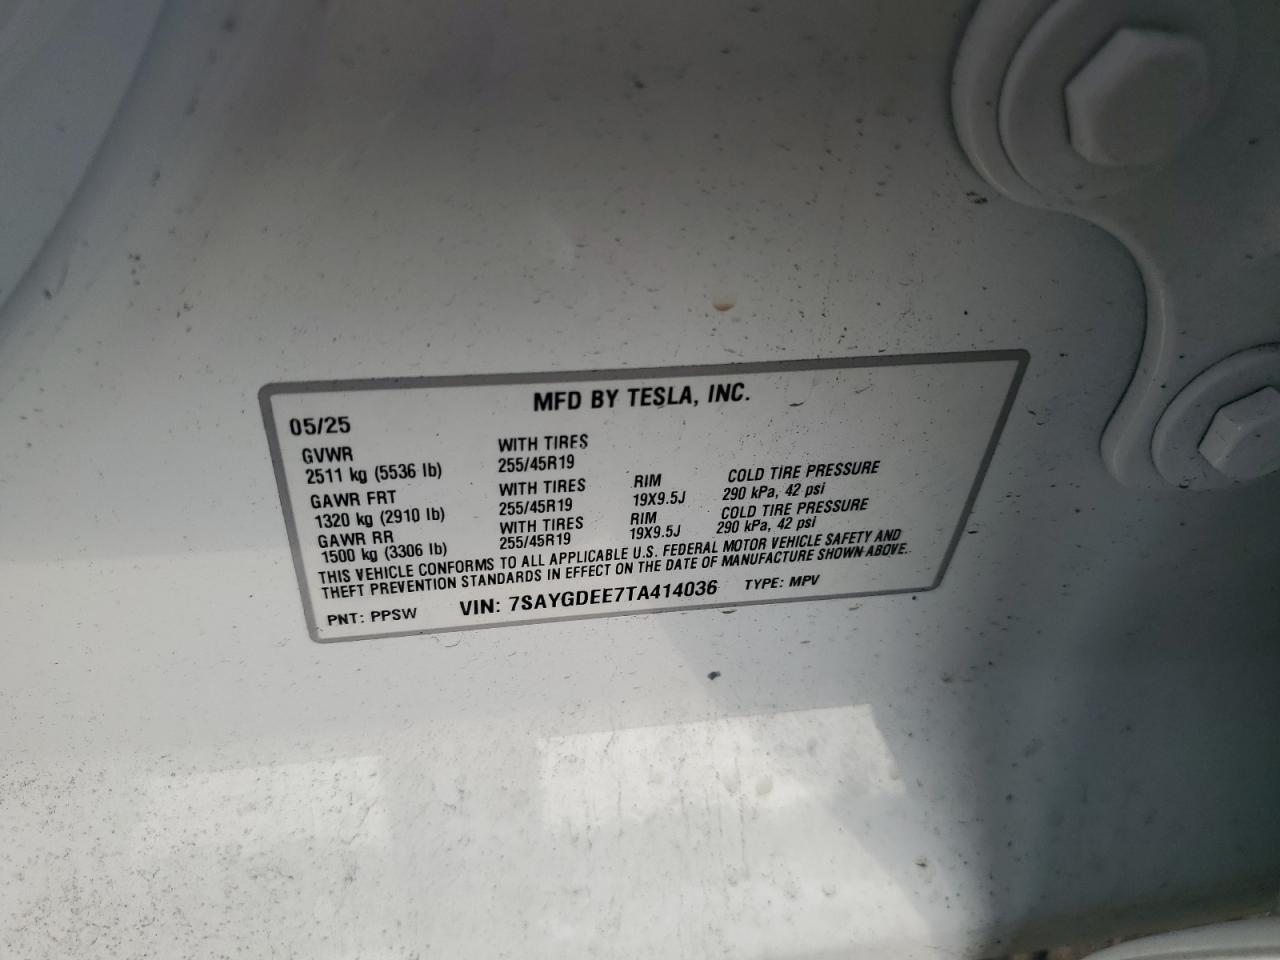 MFD BY TESLA, INC.
05/25
GVWR WITH TIRES
2511 kg (5536 lb) 255/45R19
GAWR FRT WITH TIRES RIM COLD TIRE PRESSURE
1320 kg (2910 lb) 255/45R19 19X9.5J 290 kPa, 42 psi
GAWR RR WITH TIRES RIM COLD TIRE PRESSURE
1500 kg (3306 lb) 255/45R19 19X9.5J 290 kPa, 42 psi
THIS VEHICLE CONFORMS TO ALL APPLICABLE U.S. FEDERAL MOTOR VEHICLE SAFETY AND
THEFT PREVENTION STANDARDS IN EFFECT ON THE DATE OF MANUFACTURE SHOWN ABOVE.
PNT: PPSW VIN: 7SAYGDEE7TA414036 TYPE: MPV